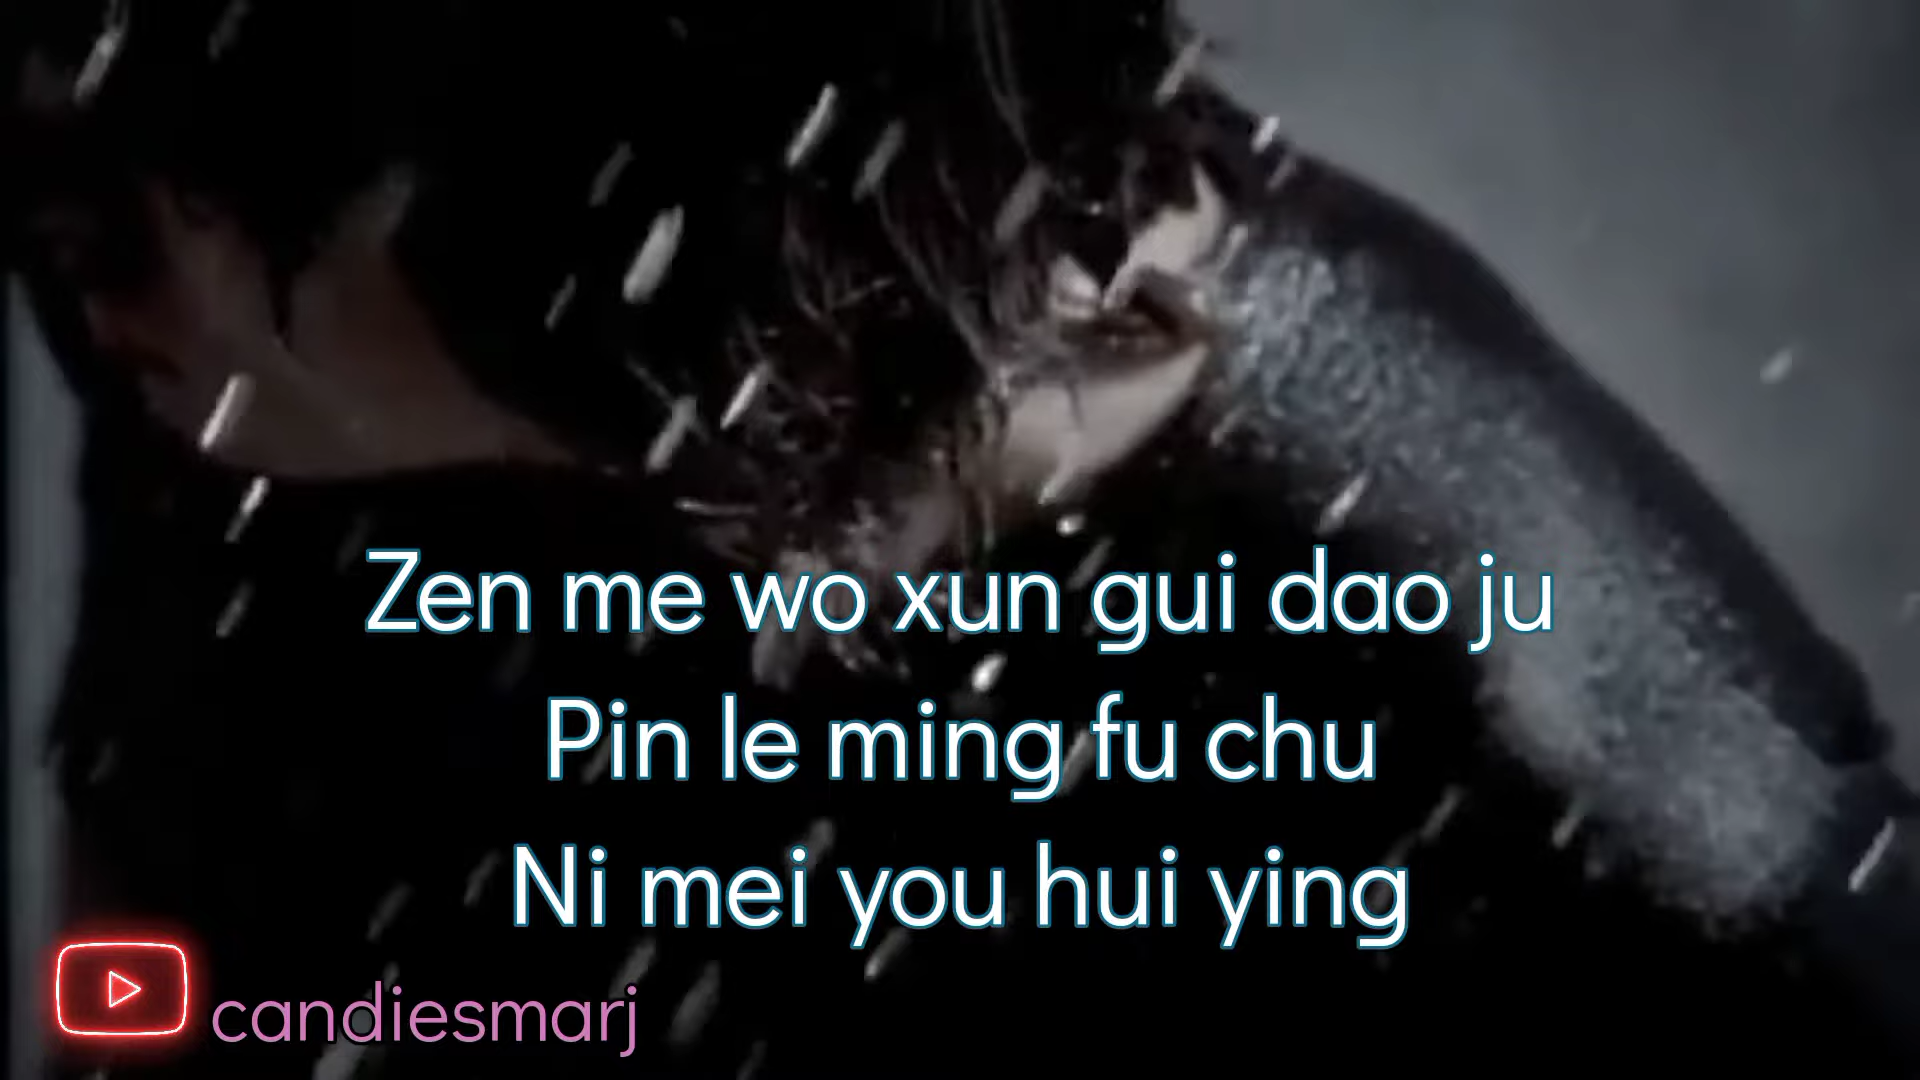 Zen me wo xun gui dao ju
Pin le ming fu chu
Ni mei you hui ying
candiesmarj